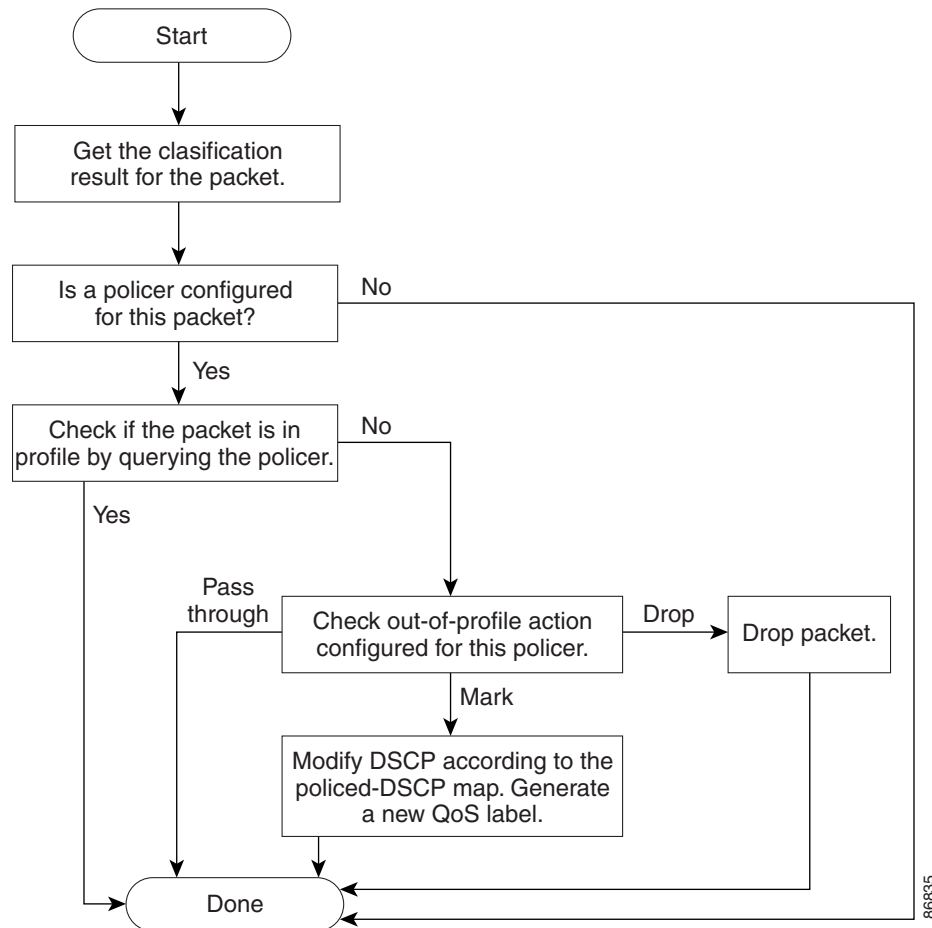 Start
Get the clasification
result for the packet.
Is a policer configured
for this packet?
No
Yes
Check if the packet is in
profile by querying the policer.
No
Yes
Pass
through
Check out-of-profile action
configured for this policer.
Drop
Drop packet.
Mark
Modify DSCP according to the
policed-DSCP map. Generate
a new QoS label.
Done
86835